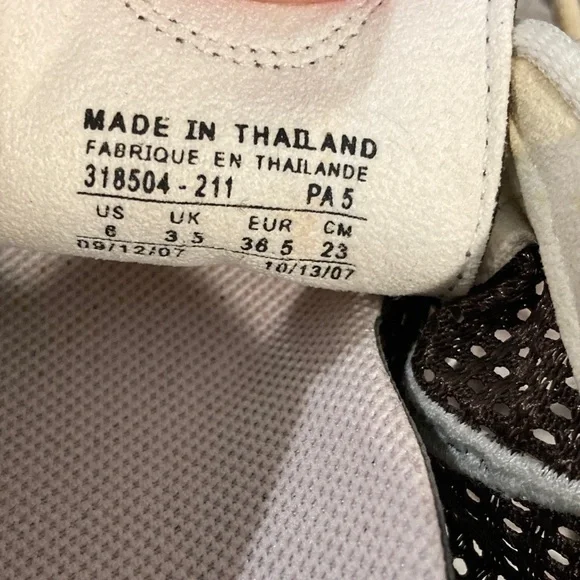 MADE IN THAILAND
FABRIQUE EN THAILANDE
318504-211 PA 5
US UK EUR CM
6 3.5 36.5 23
09/12/07 10/13/07